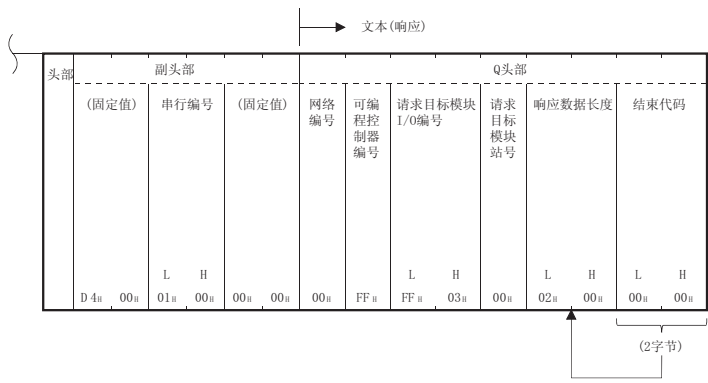 文本(响应)
头部
副头部
Q头部
(固定值)
串行编号
(固定值)
网络
编号
可编
程控
制器
编号
请求目标模块
I/O编号
请求
目标
模块
站号
响应数据长度
结束代码
L H
L H
L H
L H
D4H 00H
01H 00H
00H 00H
00H
FFH
FFH 03H
00H
02H 00H
00H 00H
(2字节)